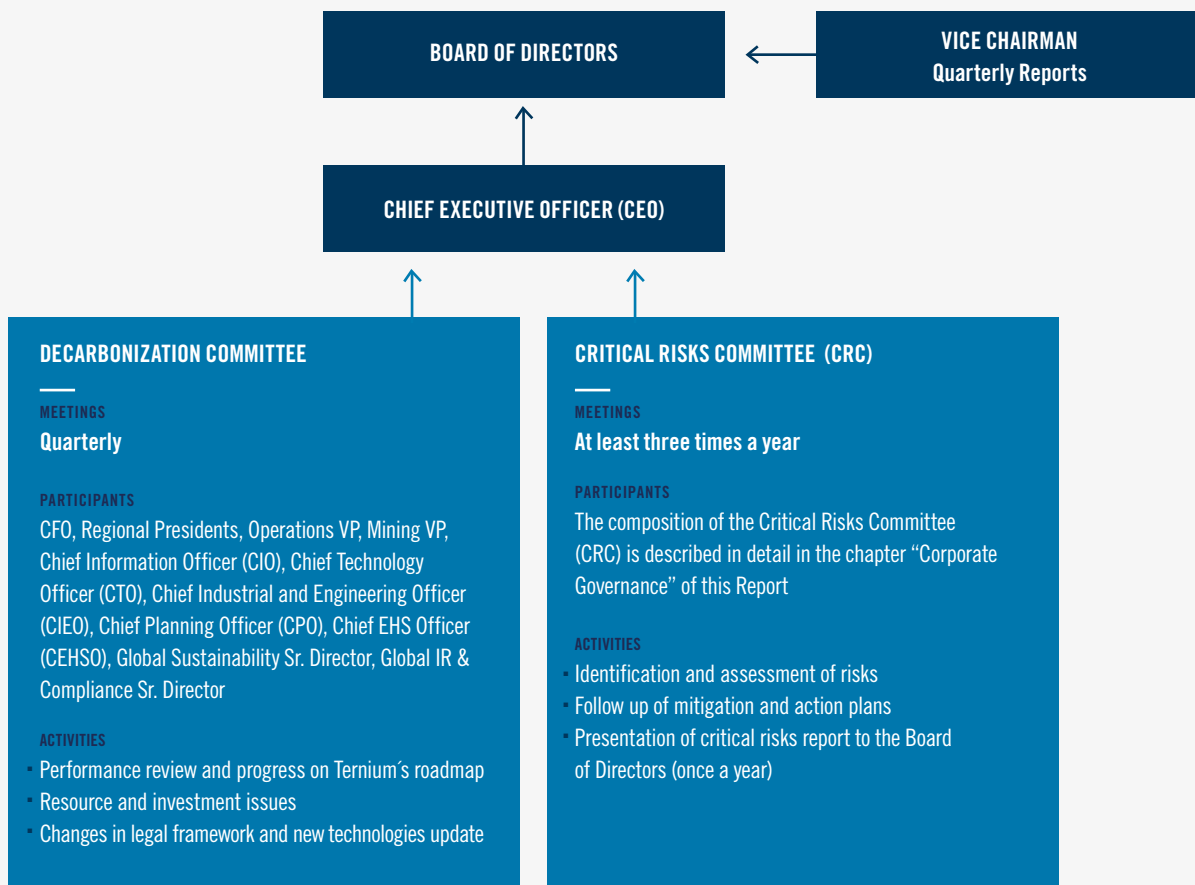 BOARD OF DIRECTORS
VICE CHAIRMAN
Quarterly Reports
CHIEF EXECUTIVE OFFICER (CEO)
DECARBONIZATION COMMITTEE
MEETINGS
Quarterly
PARTICIPANTS
CFO, Regional Presidents, Operations VP, Mining VP,
Chief Information Officer (CIO), Chief Technology
Officer (CTO), Chief Industrial and Engineering Officer
(CIEO), Chief Planning Officer (CPO), Chief EHS Officer
(CEHSO), Global Sustainability Sr. Director, Global IR &
Compliance Sr. Director
ACTIVITIES
▪ Performance review and progress on Ternium´s roadmap
▪ Resource and investment issues
▪ Changes in legal framework and new technologies update
CRITICAL RISKS COMMITTEE (CRC)
MEETINGS
At least three times a year
PARTICIPANTS
The composition of the Critical Risks Committee
(CRC) is described in detail in the chapter “Corporate
Governance” of this Report
ACTIVITIES
▪ Identification and assessment of risks
▪ Follow up of mitigation and action plans
▪ Presentation of critical risks report to the Board
of Directors (once a year)